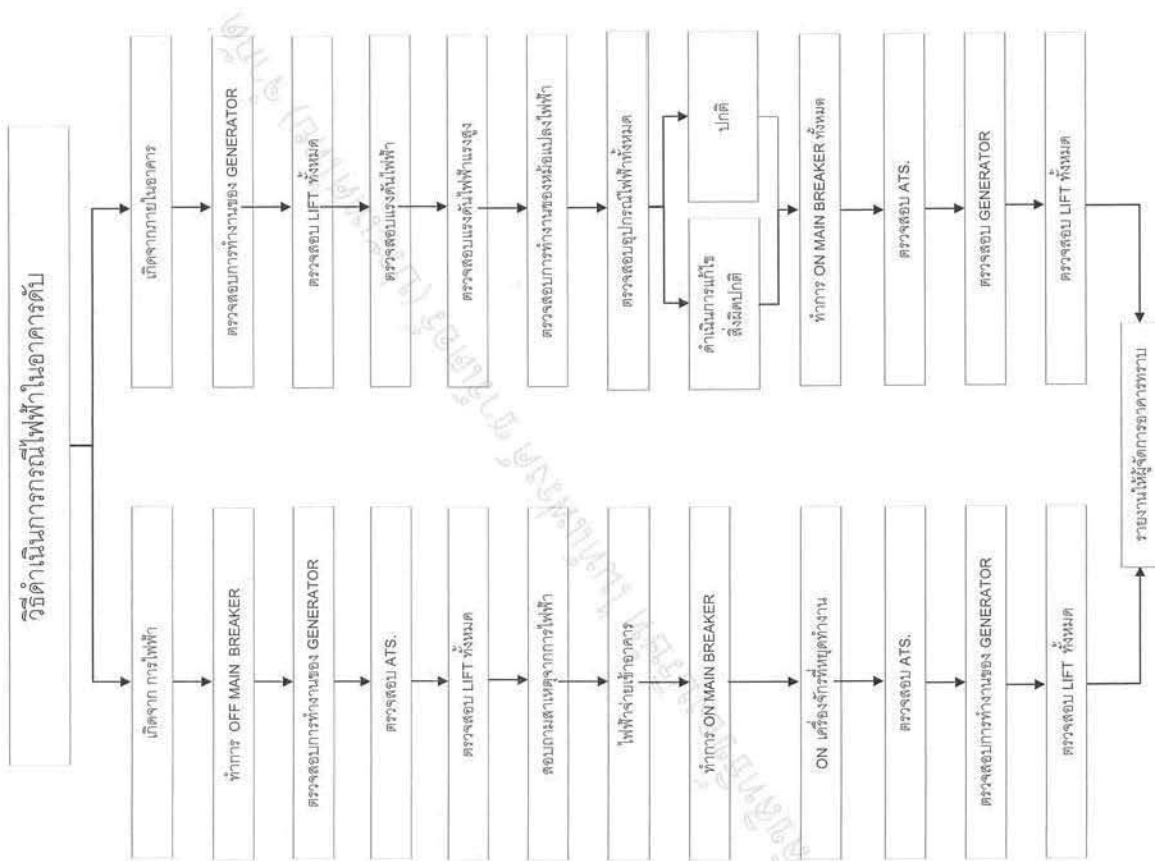 วิธีดำเนินการกรณีไฟฟ้าในอาคารดับ
เกิดจาก การไฟฟ้า
ทำการ OFF MAIN BREAKER
ตรวจสอบการทำงานของ GENERATOR
ตรวจสอบ ATS.
ตรวจสอบ LIFT ทั้งหมด
สอบถามสาเหตุจากการไฟฟ้า
ไฟฟ้าจ่ายเข้าอาคาร
ทำการ ON MAIN BREAKER
ON เครื่องจักรที่หยุดทำงาน
ตรวจสอบ ATS.
ตรวจสอบการทำงานของ GENERATOR
ตรวจสอบ LIFT ทั้งหมด
เกิดจากภายในอาคาร
ตรวจสอบการทำงานของ GENERATOR
ตรวจสอบ LIFT ทั้งหมด
ตรวจสอบแรงดันไฟฟ้า
ตรวจสอบแรงดันไฟฟ้าแรงสูง
ตรวจสอบการทำงานของหม้อแปลงไฟฟ้า
ตรวจสอบอุปกรณ์ไฟฟ้าทั้งหมด
ดำเนินการแก้ไข
สิ่งผิดปกติ
ปกติ
ทำการ ON MAIN BREAKER ทั้งหมด
ตรวจสอบ ATS.
ตรวจสอบ GENERATOR
ตรวจสอบ LIFT ทั้งหมด
รายงานให้ผู้จัดการอาคารทราบ